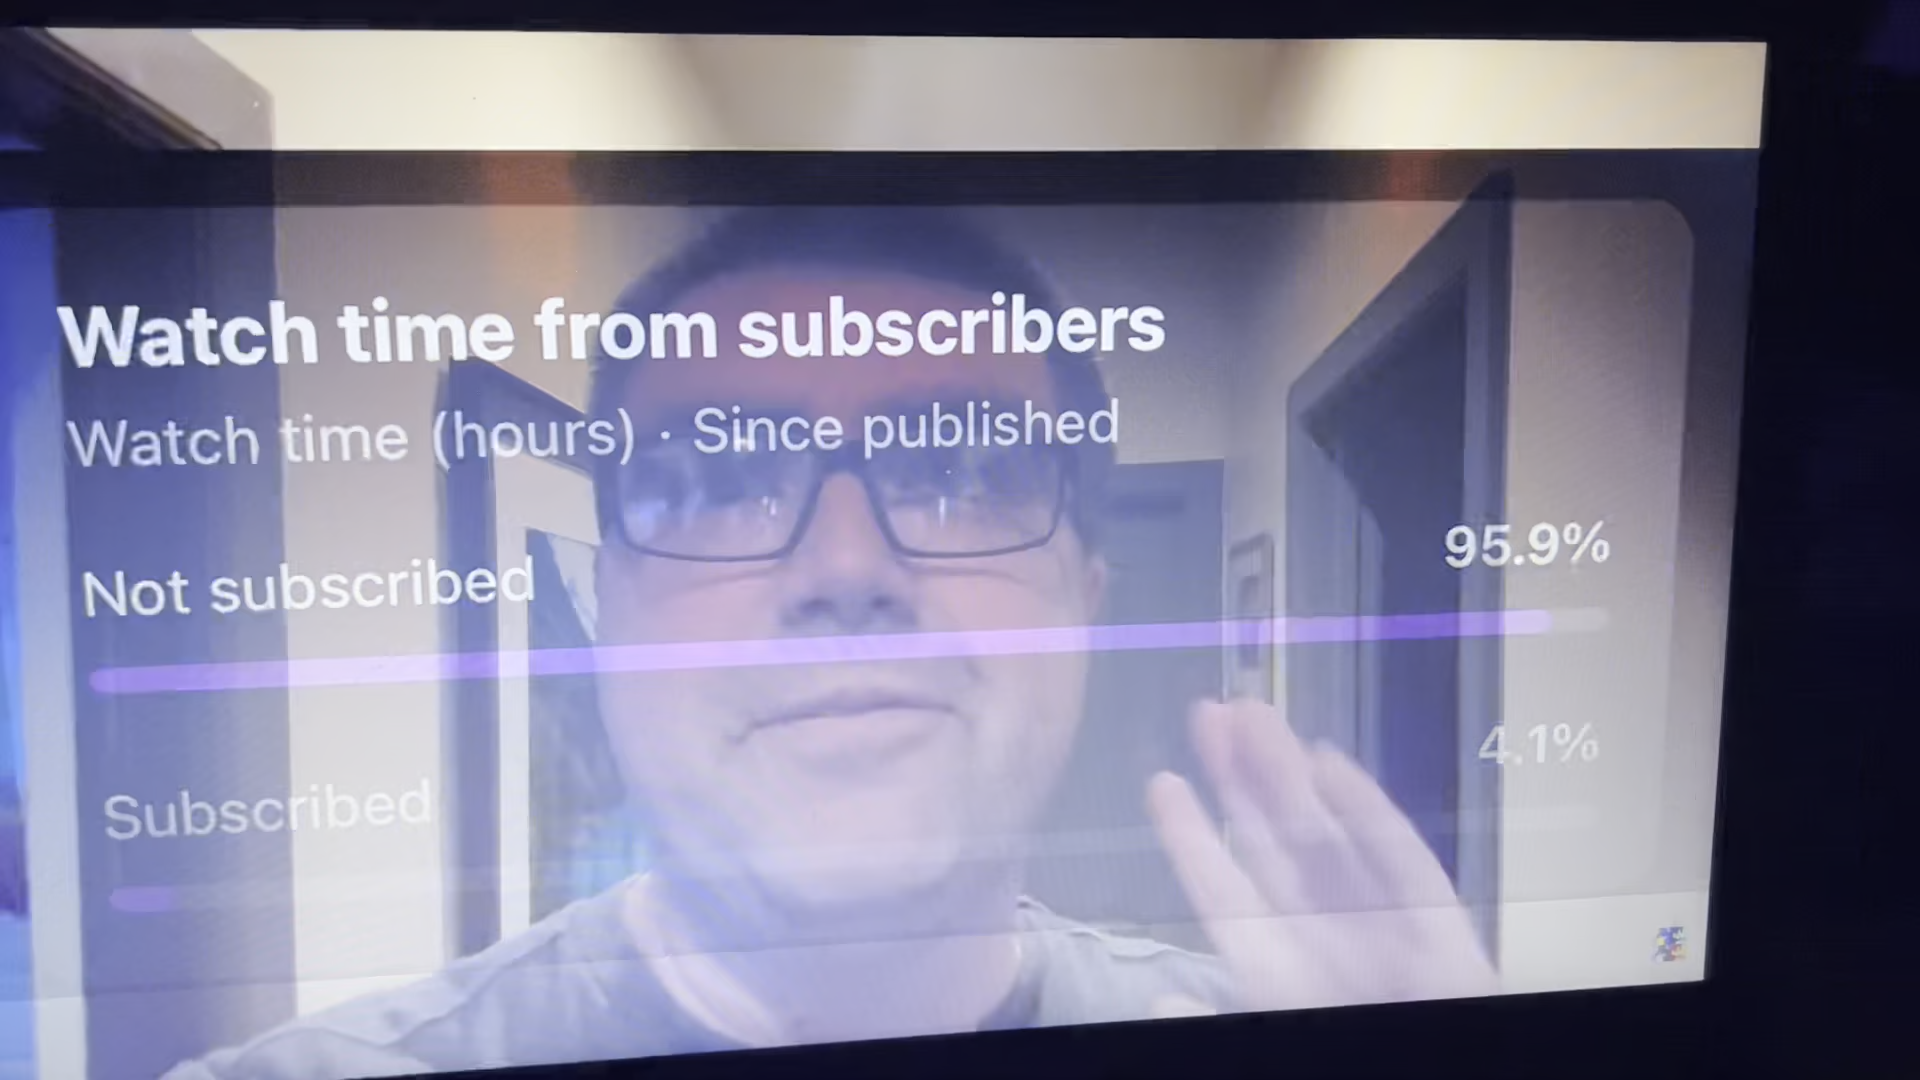 Watch time from subscribers
Watch time (hours) · Since published
Not subscribed
95.9%
Subscribed
4.1%